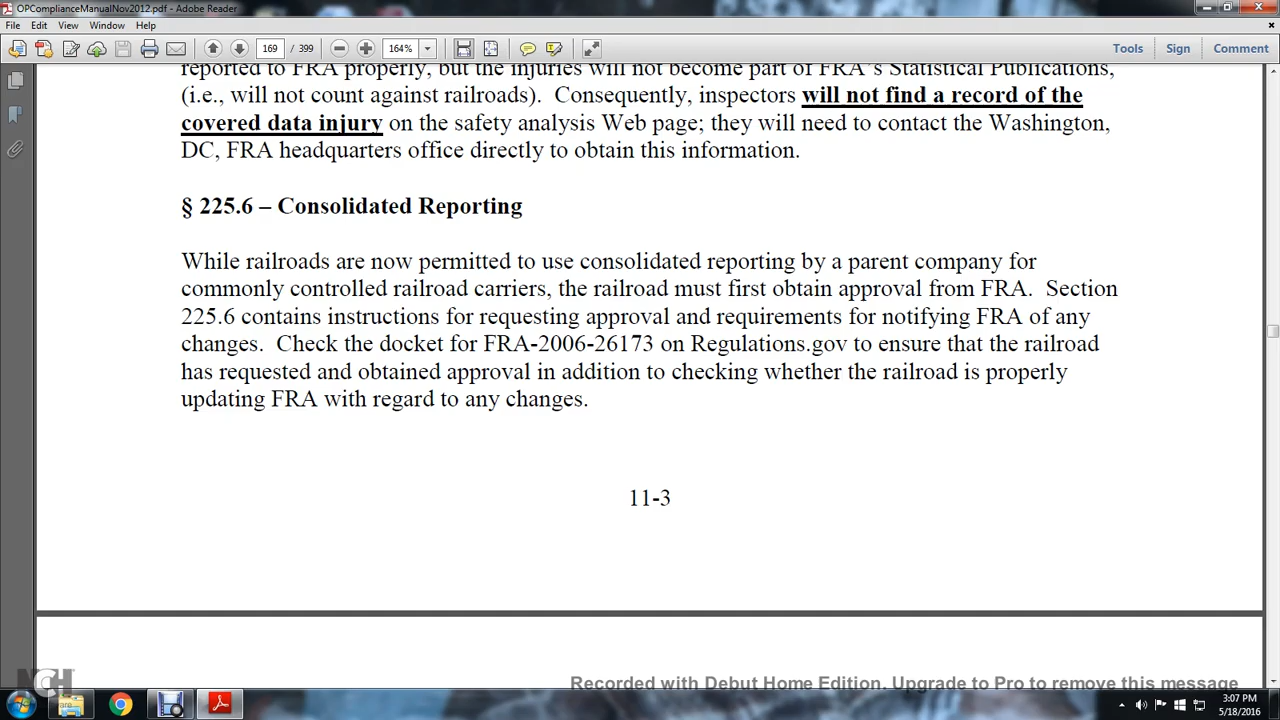 OPComplianceManualNov2012.pdf - Adobe Reader
File Edit View Window Help
169 / 399 164% Tools Sign Comment
reported to FRA properly, but the injuries will not become part of FRA's Statistical Publications,
(i.e., will not count against railroads). Consequently, inspectors will not find a record of the
covered data injury on the safety analysis Web page; they will need to contact the Washington,
DC, FRA headquarters office directly to obtain this information.
§ 225.6 – Consolidated Reporting
While railroads are now permitted to use consolidated reporting by a parent company for
commonly controlled railroad carriers, the railroad must first obtain approval from FRA. Section
225.6 contains instructions for requesting approval and requirements for notifying FRA of any
changes. Check the docket for FRA-2006-26173 on Regulations.gov to ensure that the railroad
has requested and obtained approval in addition to checking whether the railroad is properly
updating FRA with regard to any changes.
11-3
NCH
Recorded with Debut Home Edition. Upgrade to Pro to remove this message
3:07 PM
5/18/2016